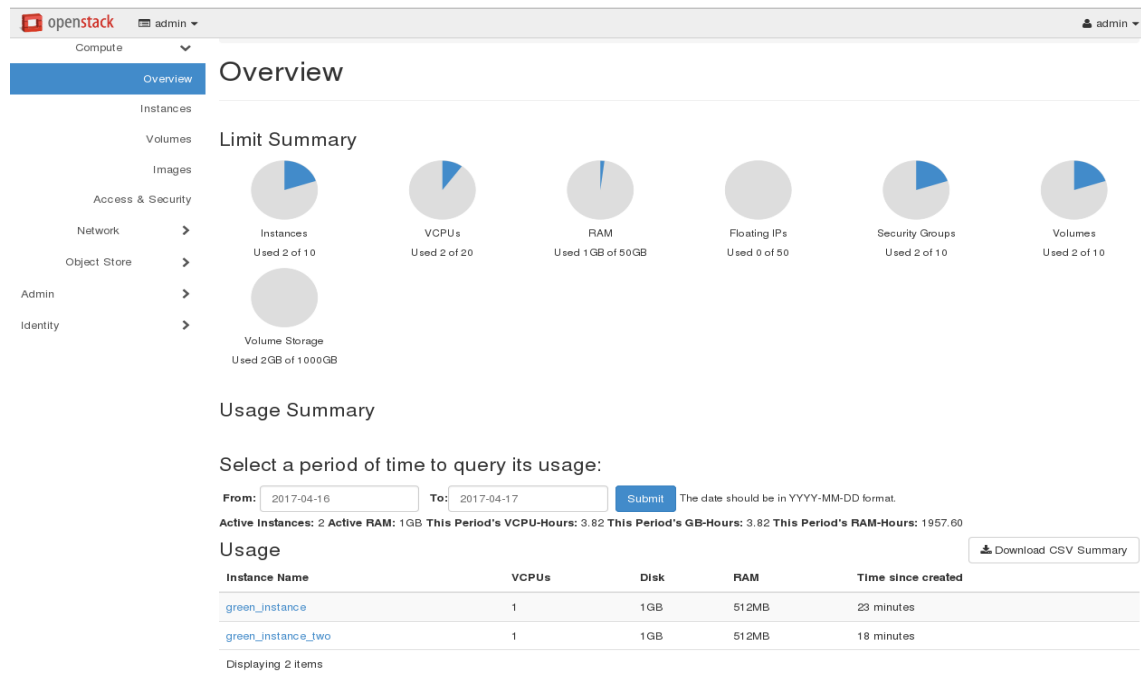 openstack admin admin
Compute
Overview
Instances
Volumes
Images
Access & Security
Network
Object Store
Admin
Identity
Overview
Limit Summary
Instances
Used 2 of 10
VCPUs
Used 2 of 20
RAM
Used 1GB of 50GB
Floating IPs
Used 0 of 50
Security Groups
Used 2 of 10
Volumes
Used 2 of 10
Volume Storage
Used 2GB of 1000GB
Usage Summary
Select a period of time to query its usage:
From: 2017-04-16 To: 2017-04-17 Submit The date should be in YYYY-MM-DD format.
Active Instances: 2 Active RAM: 1GB This Period's VCPU-Hours: 3.82 This Period's GB-Hours: 3.82 This Period's RAM-Hours: 1957.60
Usage Download CSV Summary
Instance Name VCPUs Disk RAM Time since created
green_instance 1 1GB 512MB 23 minutes
green_instance_two 1 1GB 512MB 18 minutes
Displaying 2 items